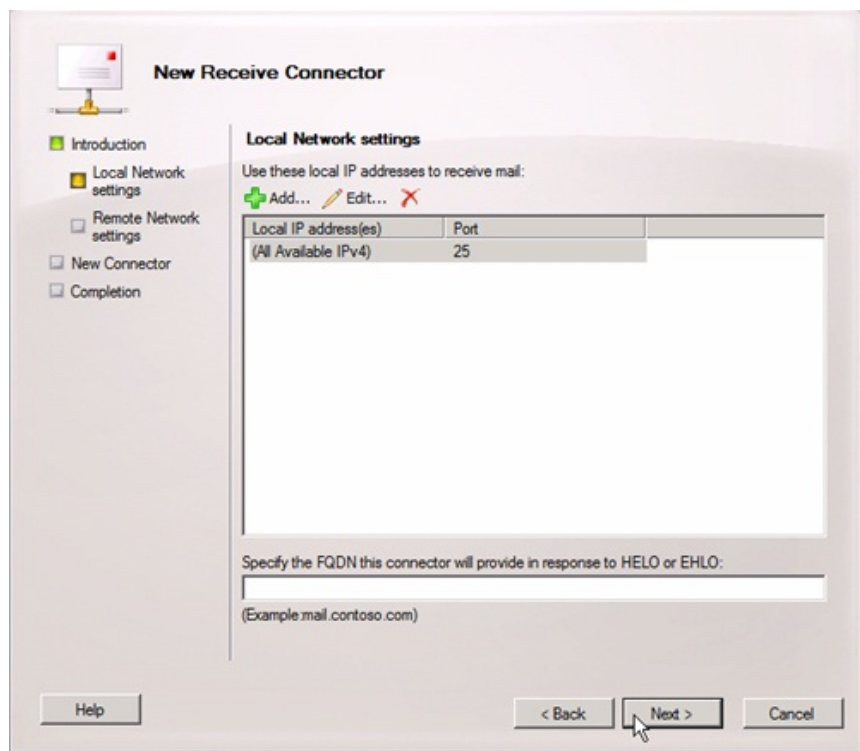 New Receive Connector
Introduction
Local Network
settings
Remote Network
settings
New Connector
Completion
Local Network settings
Use these local IP addresses to receive mail:
Add... Edit...
Local IP address(es) Port
(All Available IPv4) 25
Specify the FQDN this connector will provide in response to HELO or EHLO:
(Example:mail.contoso.com)
Help < Back Next > Cancel